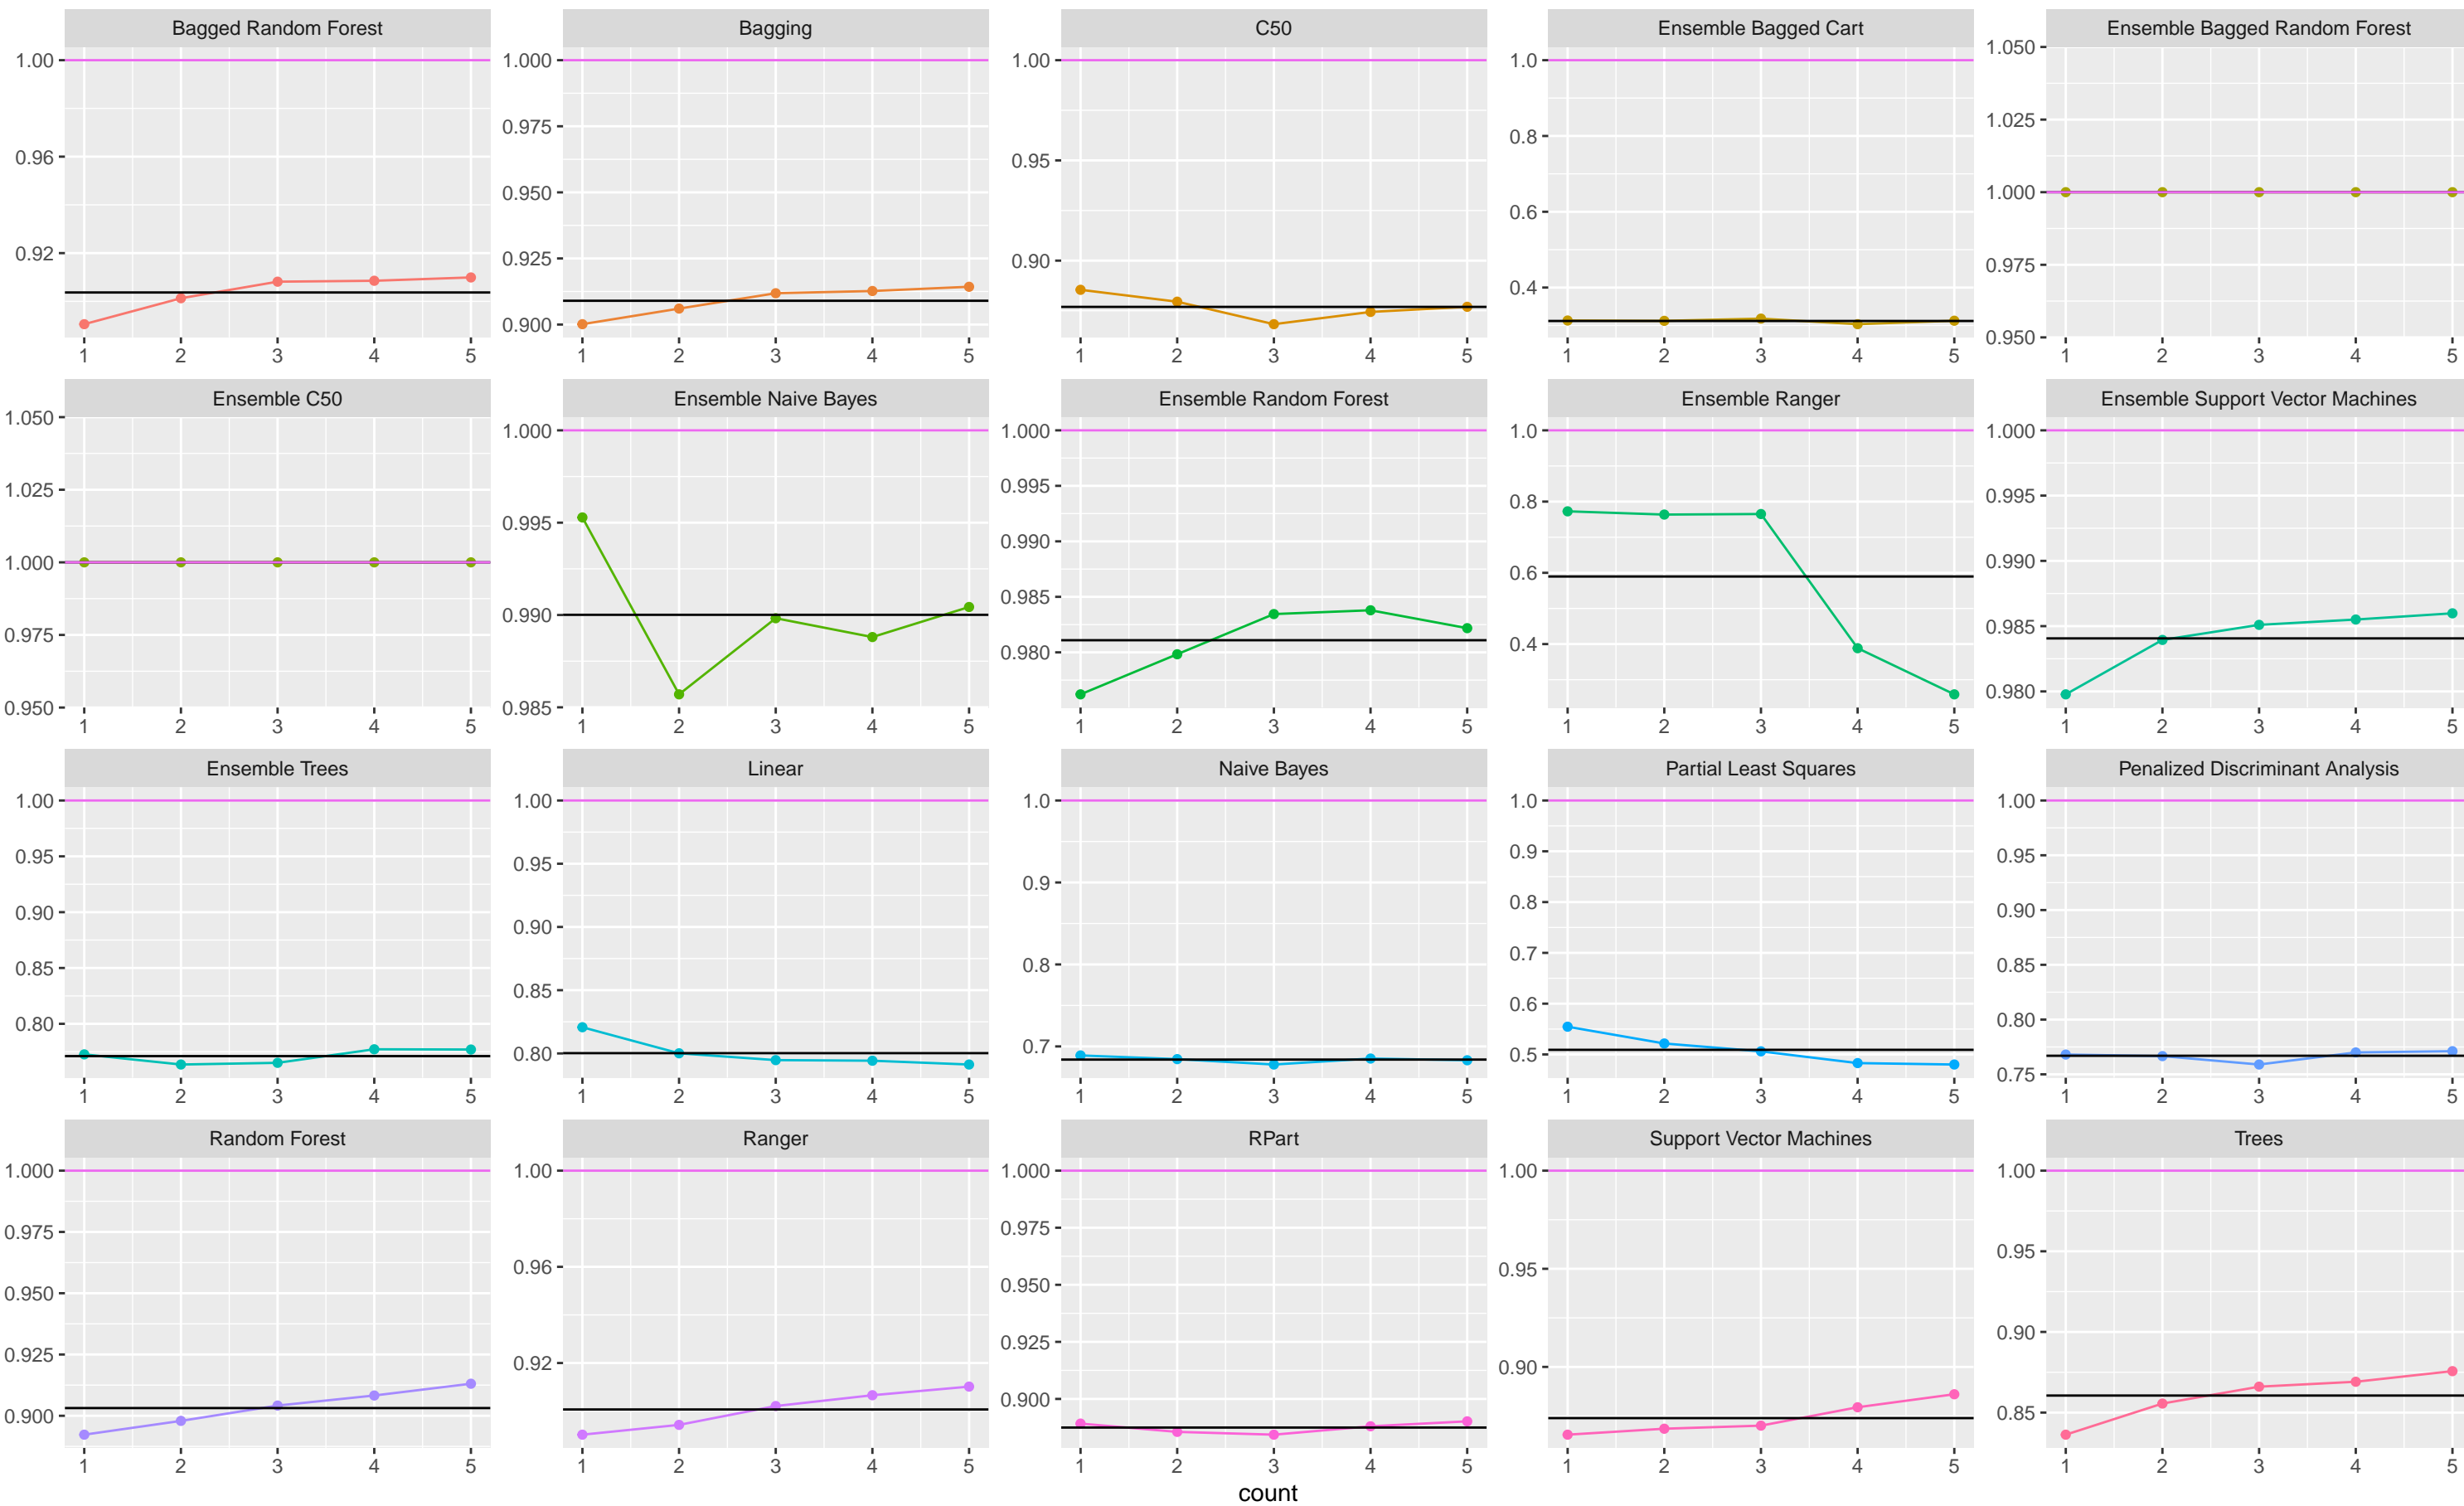 Bagged Random Forest
1.00
0.96
0.92
1 2 3 4 5
Bagging
1.000
0.975
0.950
0.925
0.900
1 2 3 4 5
C50
1.00
0.95
0.90
1 2 3 4 5
Ensemble Bagged Cart
1.0
0.8
0.6
0.4
1 2 3 4 5
Ensemble Bagged Random Forest
1.050
1.025
1.000
0.975
0.950
1 2 3 4 5
Ensemble C50
1.050
1.025
1.000
0.975
0.950
1 2 3 4 5
Ensemble Naive Bayes
1.000
0.995
0.990
0.985
1 2 3 4 5
Ensemble Random Forest
1.000
0.995
0.990
0.985
0.980
1 2 3 4 5
Ensemble Ranger
1.0
0.8
0.6
0.4
1 2 3 4 5
Ensemble Support Vector Machines
1.000
0.995
0.990
0.985
0.980
1 2 3 4 5
Ensemble Trees
1.00
0.95
0.90
0.85
0.80
1 2 3 4 5
Linear
1.00
0.95
0.90
0.85
0.80
1 2 3 4 5
Naive Bayes
1.0
0.9
0.8
0.7
1 2 3 4 5
Partial Least Squares
1.0
0.9
0.8
0.7
0.6
0.5
1 2 3 4 5
Penalized Discriminant Analysis
1.00
0.95
0.90
0.85
0.80
0.75
1 2 3 4 5
Random Forest
1.000
0.975
0.950
0.925
0.900
1 2 3 4 5
Ranger
1.00
0.96
0.92
1 2 3 4 5
RPart
1.000
0.975
0.950
0.925
0.900
1 2 3 4 5
Support Vector Machines
1.00
0.95
0.90
1 2 3 4 5
Trees
1.00
0.95
0.90
0.85
1 2 3 4 5
count